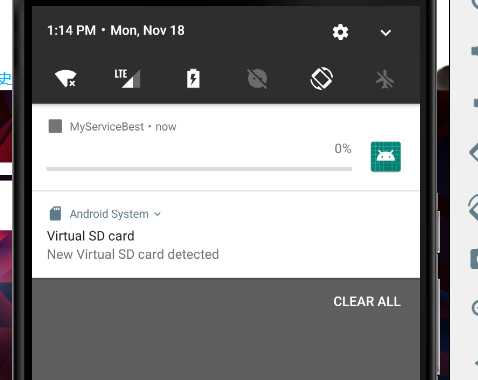 1:14 PM • Mon, Nov 18
LTE
MyServiceBest • now
0%
Android System
Virtual SD card
New Virtual SD card detected
CLEAR ALL
史